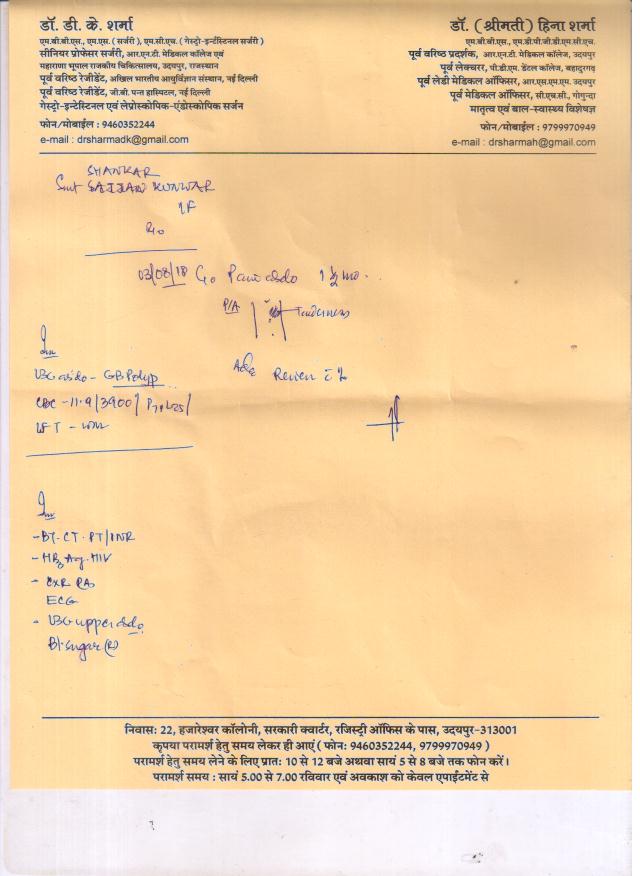 डॉ. डी. के. शर्मा
एम.बी.बी.एस., एम.एस. ( सर्जरी ), एम.सी.एच. ( गेस्ट्रो-इन्टेस्टिनल सर्जरी )
सीनियर प्रोफेसर सर्जरी, आर.एन.टी. मेडिकल कॉलेज एवं
महाराणा भूपाल राजकीय चिकित्सालय, उदयपुर, राजस्थान
पूर्व वरिष्ठ रेजीडेंट, अखिल भारतीय आयुर्विज्ञान संस्थान, नई दिल्ली
पूर्व वरिष्ठ रेजीडेंट, जी.बी. पन्त हास्पिटल, नई दिल्ली
गेस्ट्रो-इन्टेस्टिनल एवं लेप्रोस्कोपिक-एंडोस्कोपिक सर्जन
फोन/मोबाईल : 9460352244
e-mail : drsharmadk@gmail.com
डॉ. (श्रीमती) हिना शर्मा
एम.बी.बी.एस., एम.डी.पी.जी.डी.एम.सी.एच.
पूर्व वरिष्ठ प्रदर्शक, आर.एन.टी. मेडिकल कॉलेज, उदयपुर
पूर्व लेक्चरर, पी.डी.एम. डेंटल कॉलेज, बहादुरगढ़
पूर्व लेडी मेडिकल ऑफिसर, आर.एस.एम.एम. उदयपुर
पूर्व मेडिकल ऑफिसर, सी.एच.सी., गोगुन्दा
मातृत्व एवं बाल-स्वास्थ्य विशेषज्ञ
फोन/मोबाईल : 9799970949
e-mail : drsharmah@gmail.com
SHANKAR
Smt SAJJAN KUNWAR
03/08/18 C/o Pain abdo 1½ mo.
P/A Tenderness
Adv Review
Inv
USG abdo - GB Polyp
CBC - 11.9/3900/
LFT -
Inv
- BT. CT. PT/INR
- HBsAg. HIV
- CXR PA
ECG
- USG upper abdo
Bl. sugar (R)
निवास: 22, हजारेश्वर कॉलोनी, सरकारी क्वार्टर, रजिस्ट्री ऑफिस के पास, उदयपुर-313001
कृपया परामर्श हेतु समय लेकर ही आएं ( फोन: 9460352244, 9799970949 )
परामर्श हेतु समय लेने के लिए प्रात: 10 से 12 बजे अथवा सायं 5 से 8 बजे तक फोन करें।
परामर्श समय : सायं 5.00 से 7.00 रविवार एवं अवकाश को केवल एपाईंटमेंट से